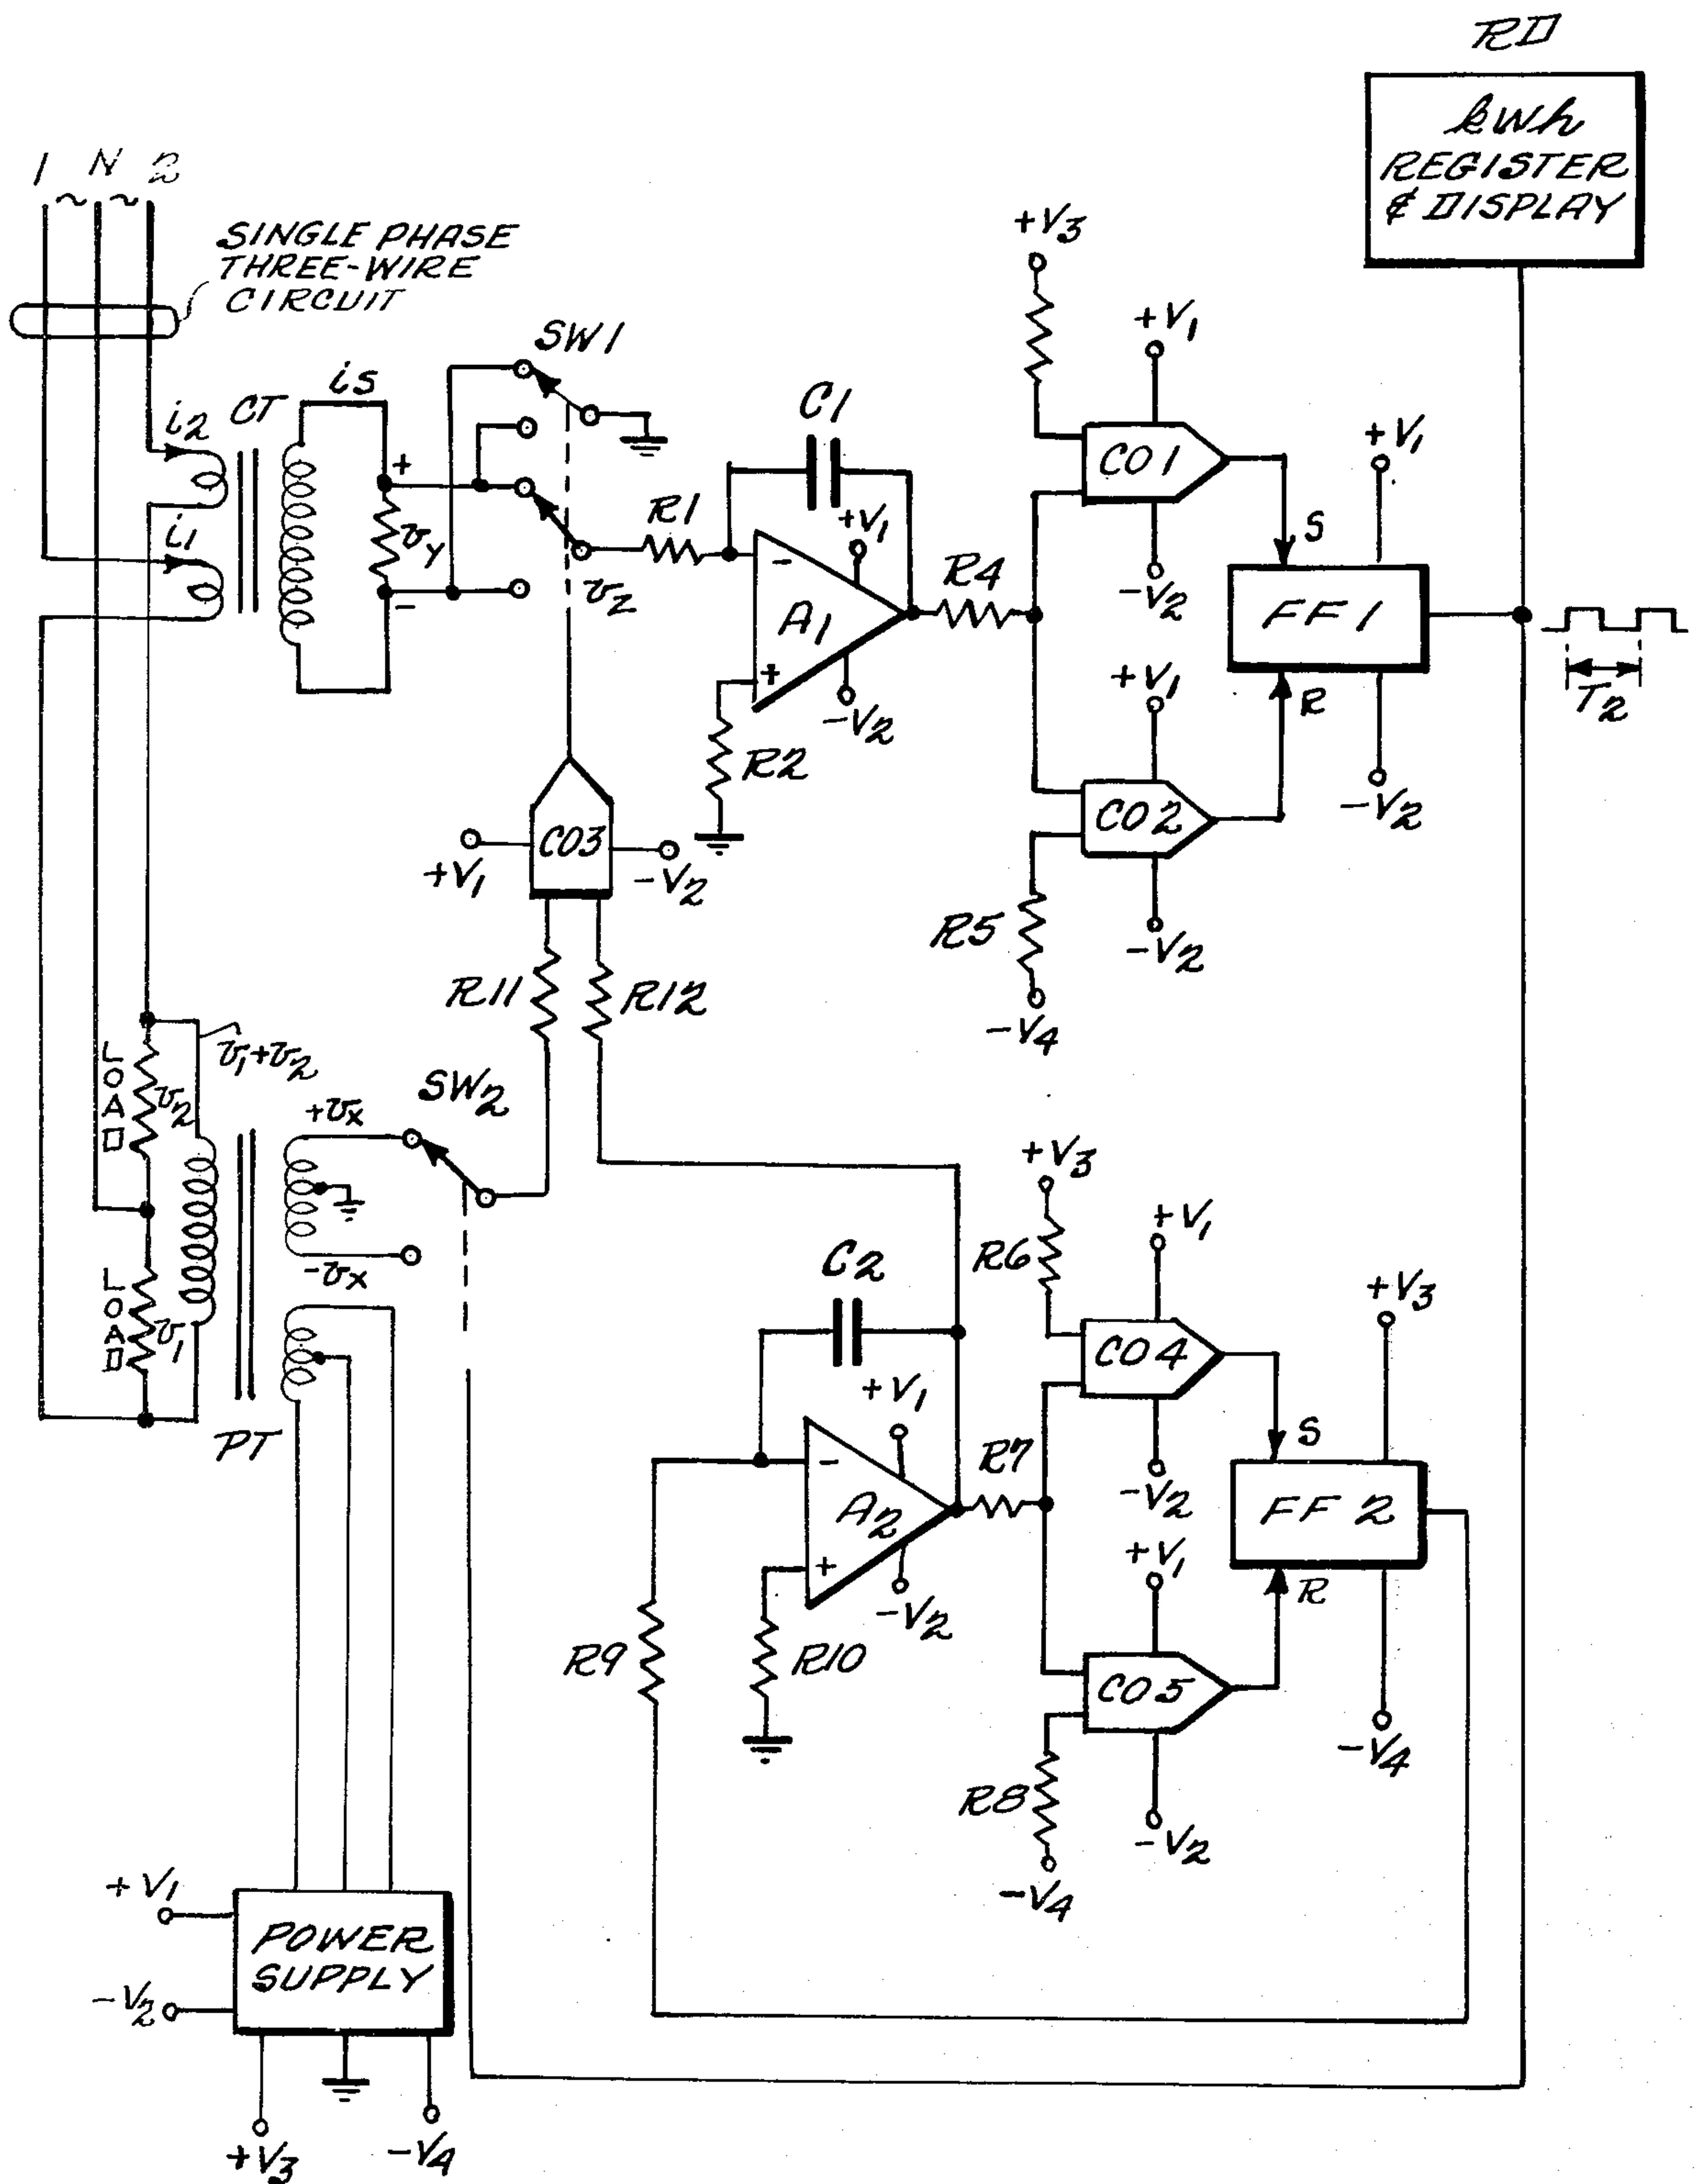 RD
kwh
REGISTER
& DISPLAY
1 N 2
~ ~
SINGLE PHASE
THREE-WIRE
CIRCUIT
+V3
+V1
SW1
is
i2
CT
C1
+
CO1
+V1
R1
+V1
vy
S
i1
-
R4
-V2
-
vz
FF1
A1
+
+V1
R
T2
-V2
R2
CO2
-V2
CO3
+V1
-V2
R5
-V2
R11
R12
-V4
LOAD
v1+v2
v2
SW2
+vx
+V3
+V1
R6
C2
-vx
+V3
LOAD
v1
CO4
+V1
S
PT
R7
-
-V2
A2
FF2
+V1
+
R
-V2
R9
R10
CO5
-V4
R8
-V2
+V1
-V4
POWER
SUPPLY
-V2
+V3
-V4